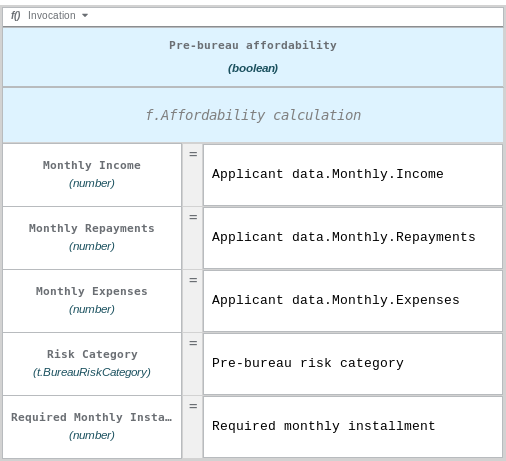 f() Invocation
Pre-bureau affordability
(boolean)
f.Affordability calculation
Monthly Income
(number)
=
Applicant data.Monthly.Income
Monthly Repayments
(number)
=
Applicant data.Monthly.Repayments
Monthly Expenses
(number)
=
Applicant data.Monthly.Expenses
Risk Category
(t.BureauRiskCategory)
=
Pre-bureau risk category
Required Monthly Insta…
(number)
=
Required monthly installment